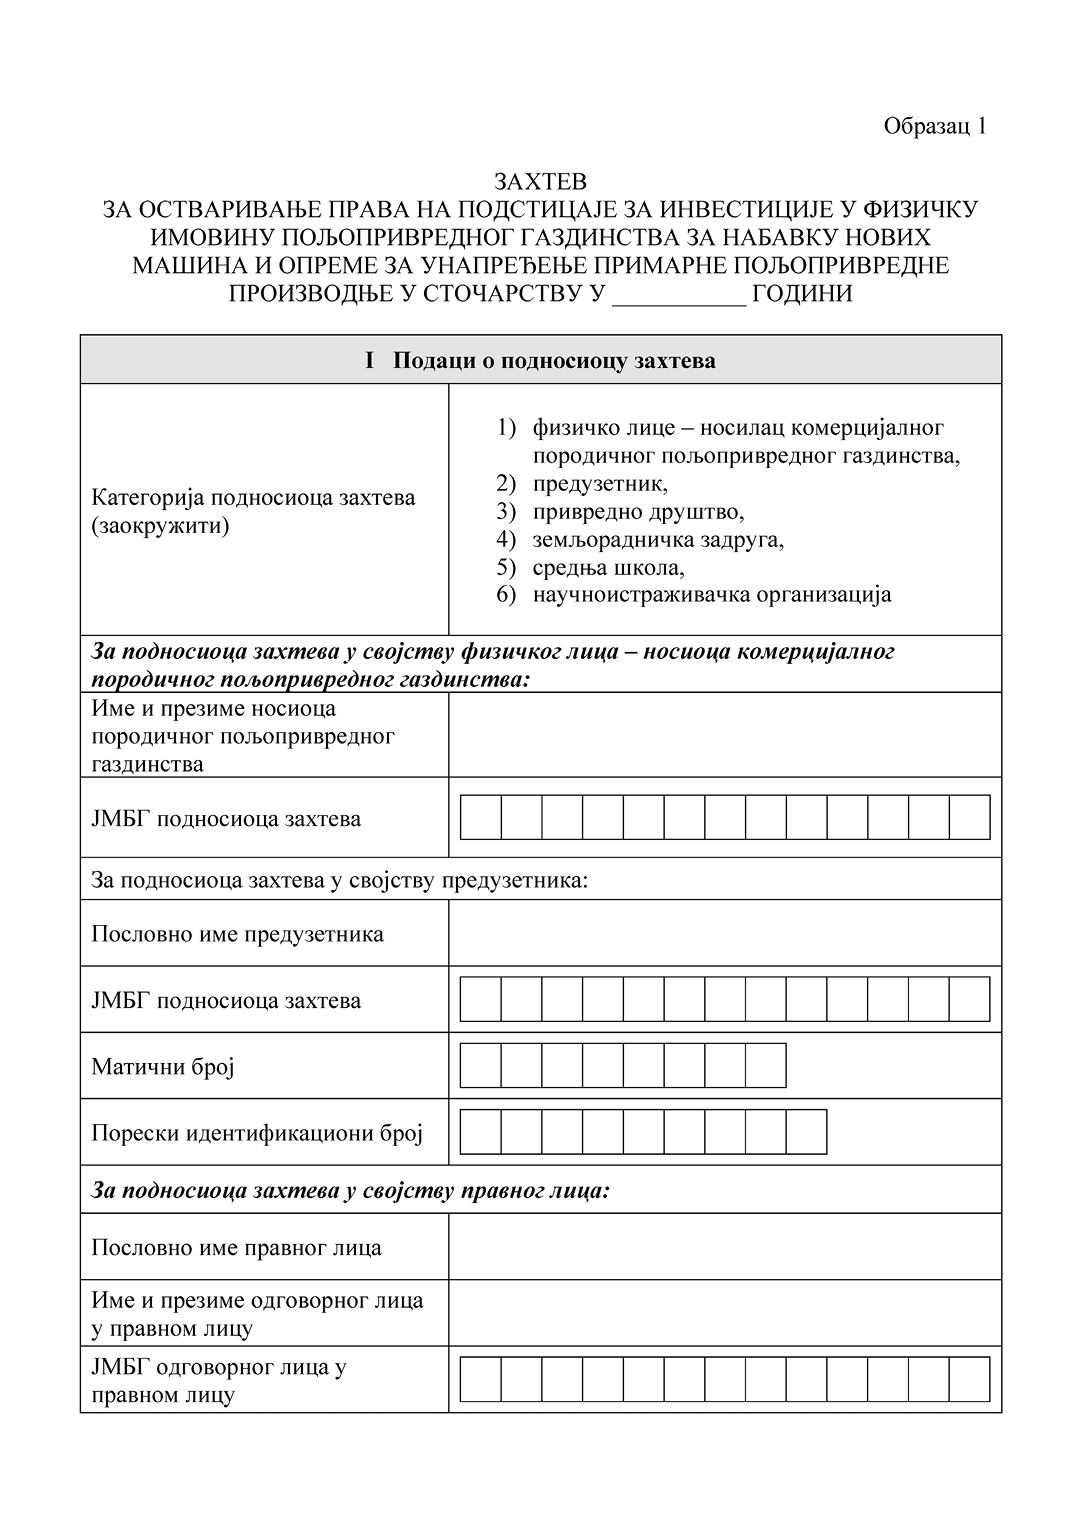 Образац 1
ЗАХТЕВ
ЗА ОСТВАРИВАЊЕ ПРАВА НА ПОДСТИЦАЈЕ ЗА ИНВЕСТИЦИЈЕ У ФИЗИЧКУ
ИМОВИНУ ПОЉОПРИВРЕДНОГ ГАЗДИНСТВА ЗА НАБАВКУ НОВИХ
МАШИНА И ОПРЕМЕ ЗА УНАПРЕЂЕЊЕ ПРИМАРНЕ ПОЉОПРИВРЕДНЕ
ПРОИЗВОДЊЕ У СТОЧАРСТВУ У ___________ ГОДИНИ
I Подаци о подносиоцу захтева
Категорија подносиоца захтева
(заокружити)
1) физичко лице – носилац комерцијалног
породичног пољопривредног газдинства,
2) предузетник,
3) привредно друштво,
4) земљорадничка задруга,
5) средња школа,
6) научноистраживачка организација
За подносиоца захтева у својству физичког лица – носиоца комерцијалног
породичног пољопривредног газдинства:
Име и презиме носиоца
породичног пољопривредног
газдинства
ЈМБГ подносиоца захтева
За подносиоца захтева у својству предузетника:
Пословно име предузетника
ЈМБГ подносиоца захтева
Матични број
Порески идентификациони број
За подносиоца захтева у својству правног лица:
Пословно име правног лица
Име и презиме одговорног лица
у правном лицу
ЈМБГ одговорног лица у
правном лицу